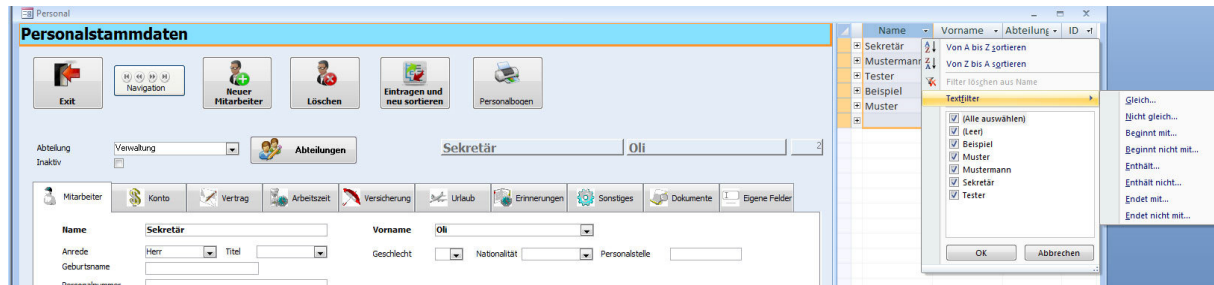 Personal
Personalstammdaten
Exit
Navigation
Neuer
Mitarbeiter
Löschen
Eintragen und
neu sortieren
Personalbogen
Abteilung Verwaltung Abteilungen Sekretär Oli 2
Inaktiv
Mitarbeiter Konto Vertrag Arbeitszeit Versicherung Urlaub Erinnerungen Sonstiges Dokumente Eigene Felder
Name Sekretär Vorname Oli
Anrede Herr Titel Geschlecht Nationalität Personalstelle
Geburtsname
Personalnummer
Name Vorname Abteilung ID
Sekretär
Mustermann
Tester
Beispiel
Muster
Von A bis Z sortieren
Von Z bis A sortieren
Filter löschen aus Name
Textfilter
(Alle auswählen)
(Leer)
Beispiel
Muster
Mustermann
Sekretär
Tester
OK Abbrechen
Gleich...
Nicht gleich...
Beginnt mit...
Beginnt nicht mit...
Enthält...
Enthält nicht...
Endet mit...
Endet nicht mit...